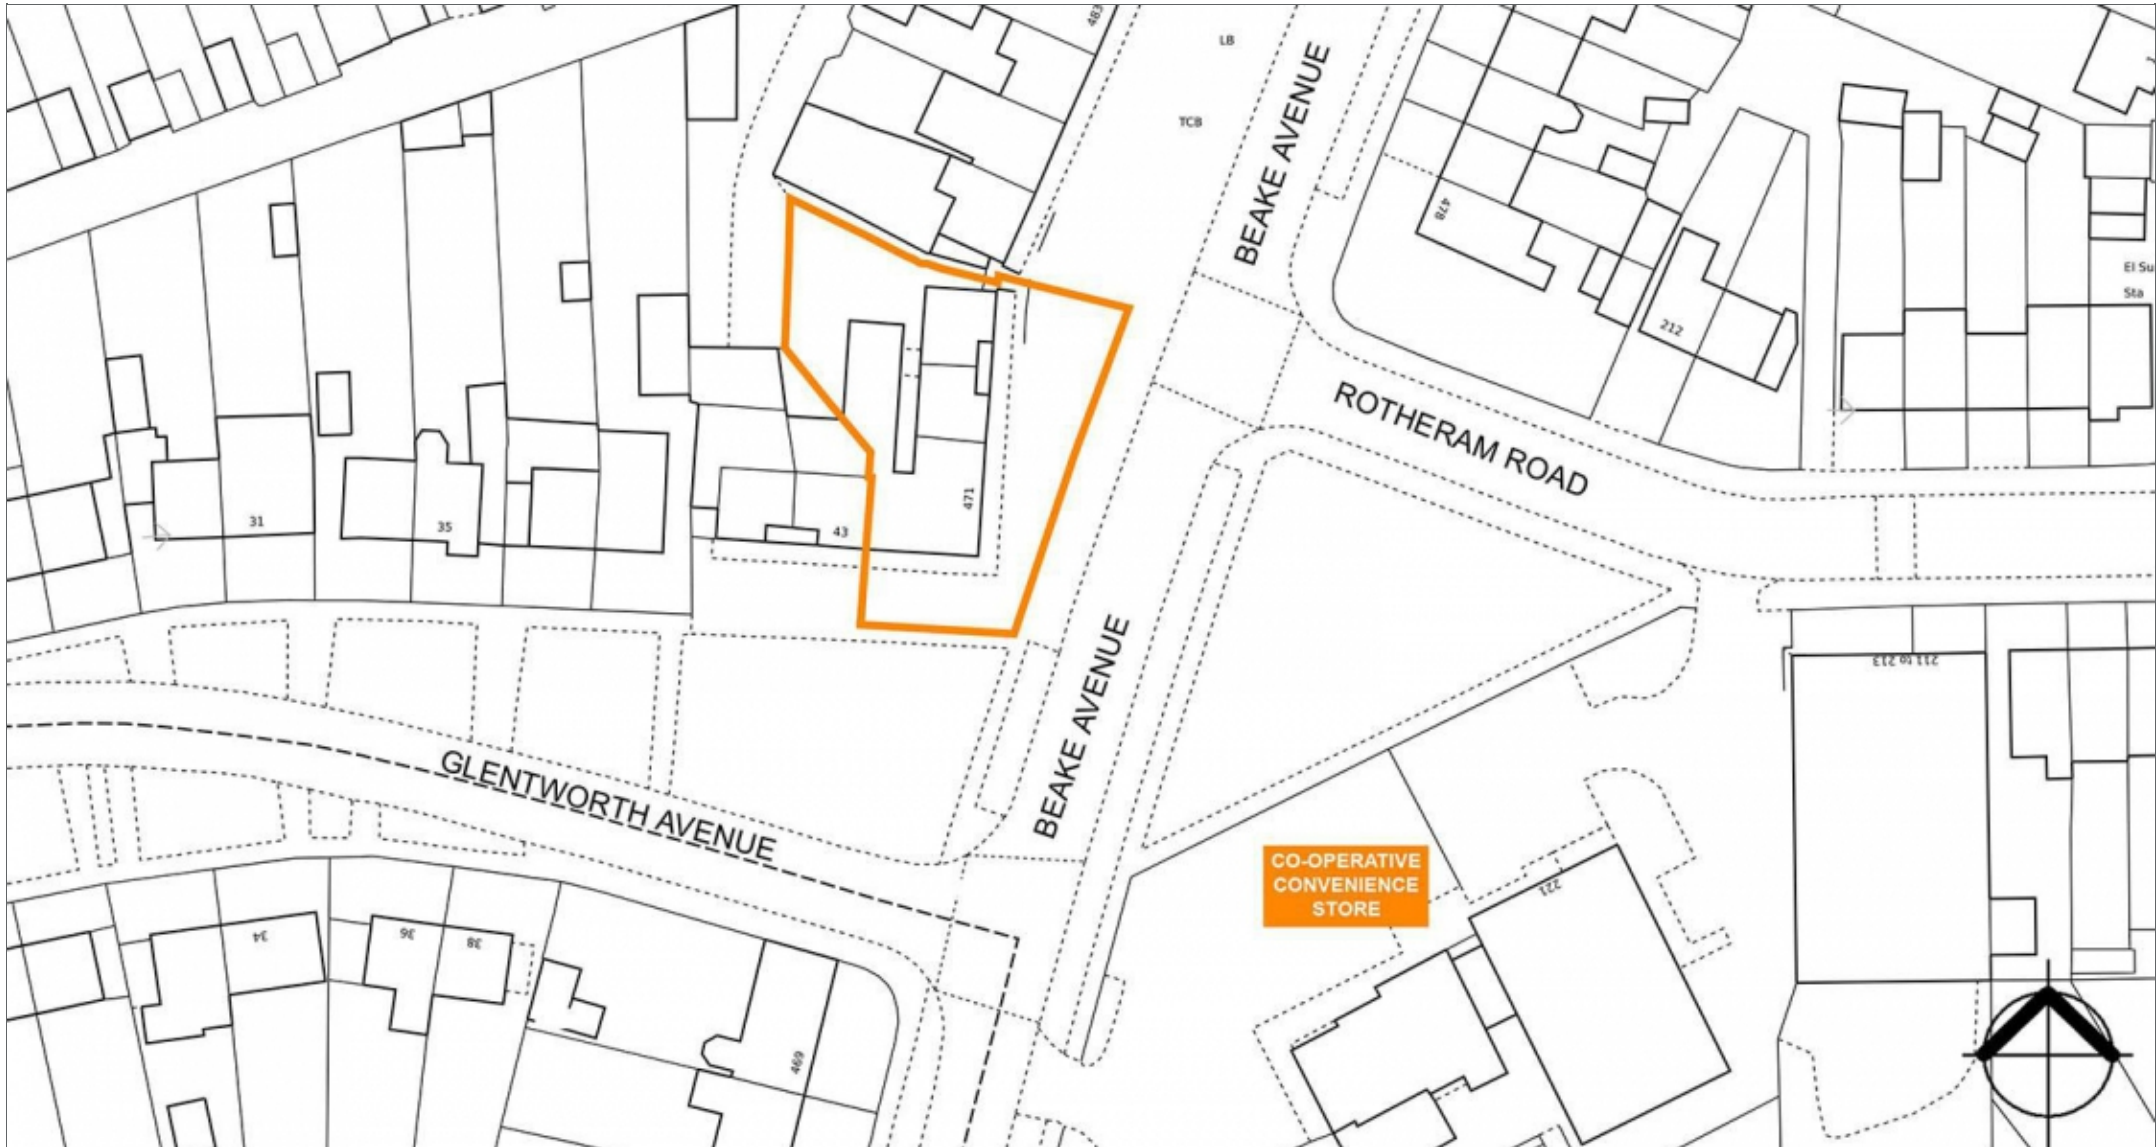 483
LB
TCB
BEAKE AVENUE
478
212
El Su
Sta
ROTHERAM ROAD
31
35
43
471
211 to 213
GLENTWORTH AVENUE
BEAKE AVENUE
CO-OPERATIVE
CONVENIENCE
STORE
221
34
36
38
469